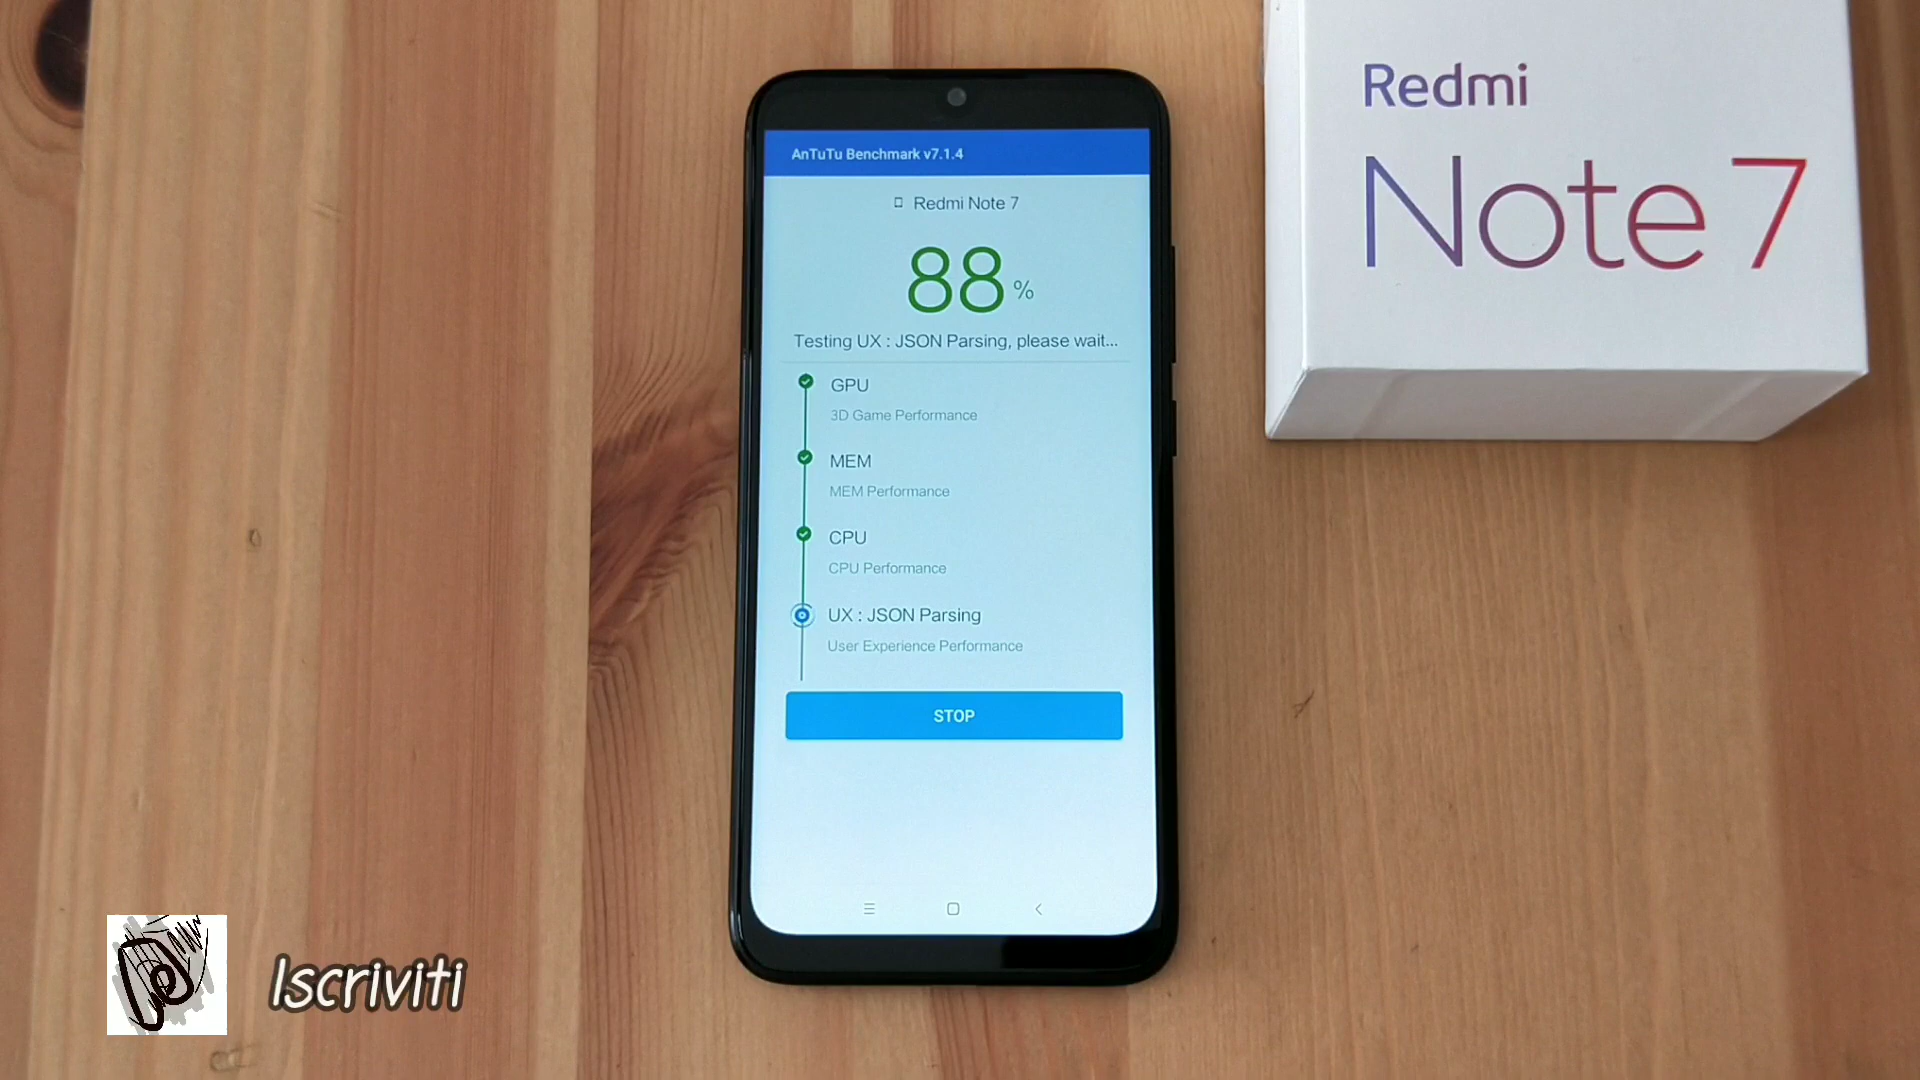 Redmi
Note 7
AnTuTu Benchmark v7.1.4
Redmi Note 7
88 %
Testing UX : JSON Parsing, please wait...
GPU
3D Game Performance
MEM
MEM Performance
CPU
CPU Performance
UX : JSON Parsing
User Experience Performance
STOP
Iscriviti